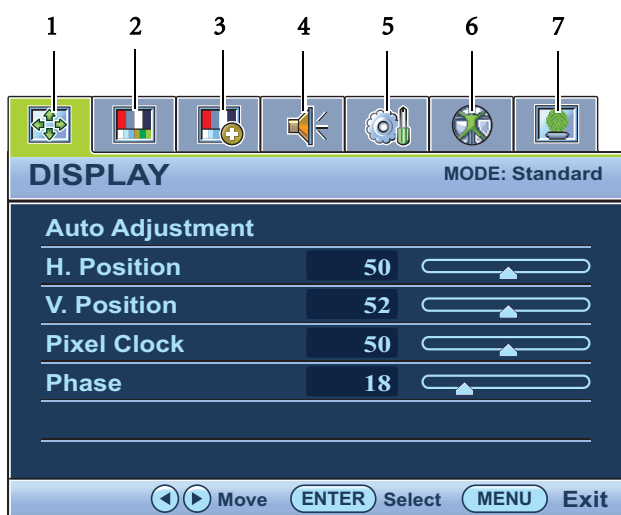 1 2 3 4 5 6 7
DISPLAY MODE: Standard
Auto Adjustment
H. Position 50
V. Position 52
Pixel Clock 50
Phase 18
Move ENTER Select MENU Exit